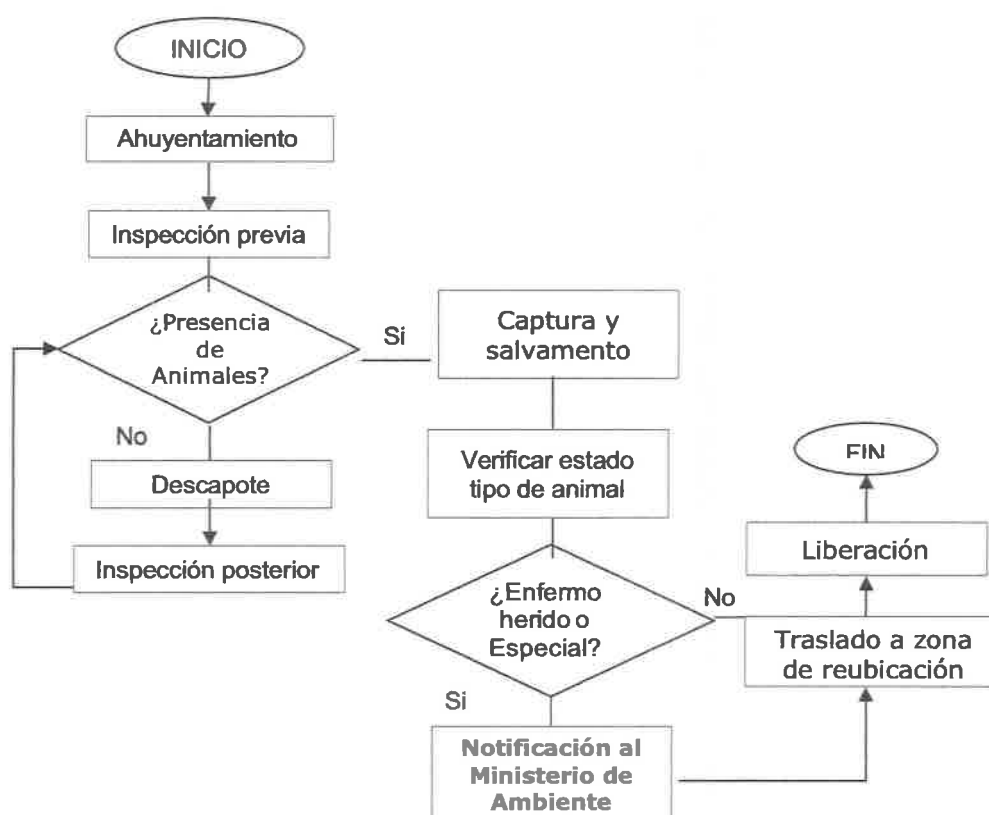 INICIO
Ahuyentamiento
Inspección previa
¿Presencia
de
Animales?
Si
No
Descapote
Inspección posterior
Captura y
salvamento
Verificar estado
tipo de animal
¿Enfermo
herido o
Especial?
No
Si
Notificación al
Ministerio de
Ambiente
Traslado a zona
de reubicación
Liberación
FIN